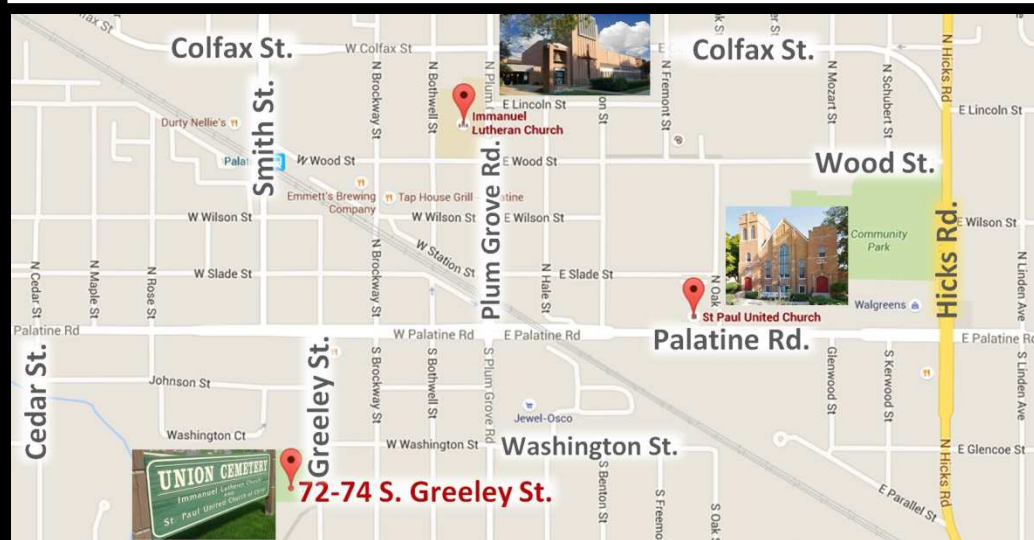 Colfax St.
W Colfax St
Colfax St.
N Hicks Rd
Smith St.
N Brockway St
N Bothwell St
N Fremont St
N Mozart St
N Schubert St
E Lincoln St
E Lincoln St
Durty Nellie's
Immanuel
Lutheran Church
W Wood St
E Wood St
Wood St.
Emmett's Brewing
Company
Tap House Grill
W Wilson St
W Wilson St
E Wilson St
E Wilson St
Plum Grove Rd.
Hicks Rd.
Community
Park
W Station St
N Cedar St
N Maple St
N Rose St
W Slade St
N Brockway St
N Hale St
E Slade St
N Oak
N Linden Ave
Walgreens
St Paul United Church
Palatine Rd
W Palatine Rd
E Palatine Rd
Palatine Rd.
E Palatine Rd
Cedar St.
Greeley St.
Johnson St
S Brockway St
S Bothwell St
S Plum Grove Rd
Glenwood St
S Kerwood St
S Linden Ave
Jewel-Osco
Washington Ct
W Washington St
Washington St.
E Glencoe St
UNION CEMETERY
Immanuel Lutheran Church
AND
St. Paul United Church of Christ
72-74 S. Greeley St.
S Benton St
S Freemo
S Oak S
E Parallel St
N Hicks Rd